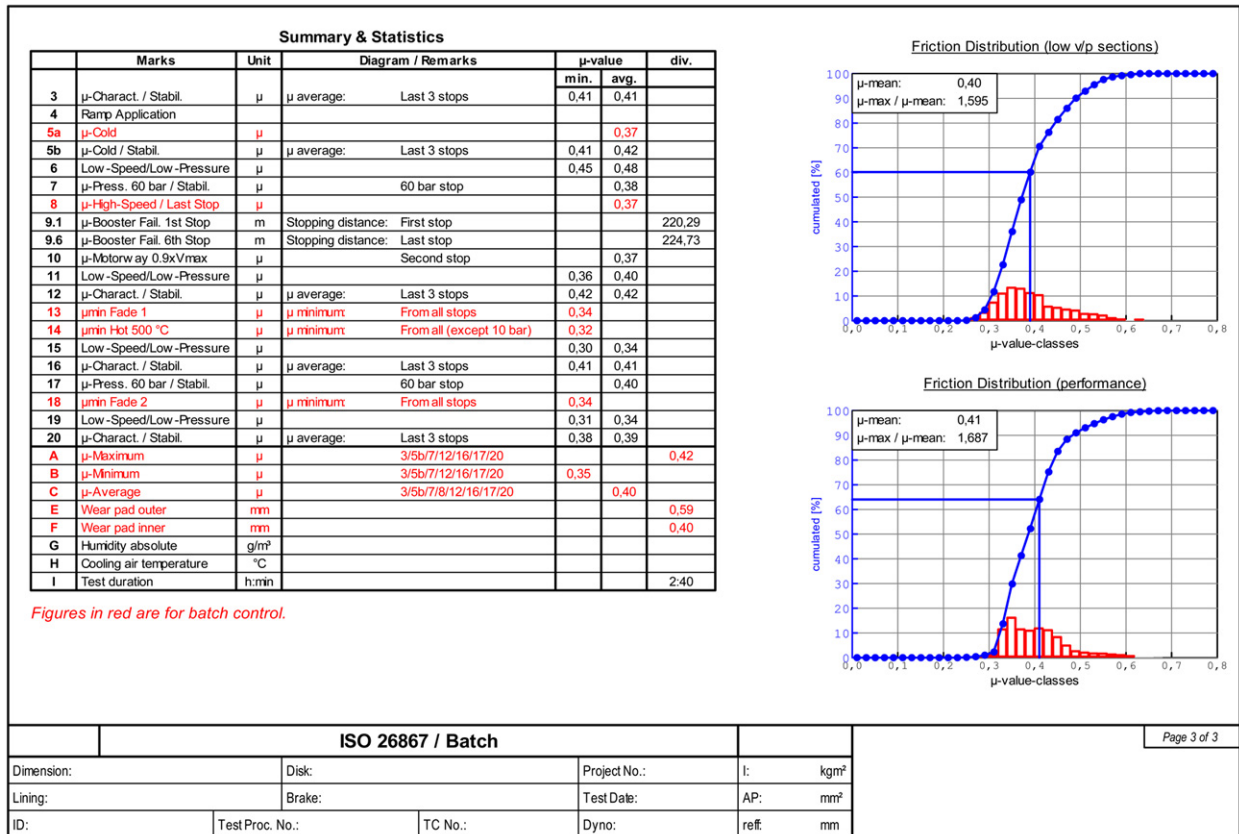 Summary & Statistics
Marks Unit Diagram / Remarks µ-value div.
min. avg.
3 µ-Charact. / Stabil. µ µ average: Last 3 stops 0,41 0,41
4 Ramp Application
5a µ-Cold µ 0,37
5b µ-Cold / Stabil. µ µ average: Last 3 stops 0,41 0,42
6 Low-Speed/Low-Pressure µ 0,45 0,48
7 µ-Press. 60 bar / Stabil. µ 60 bar stop 0,38
8 µ-High-Speed / Last Stop µ 0,37
9.1 µ-Booster Fail. 1st Stop m Stopping distance: First stop 220,29
9.6 µ-Booster Fail. 6th Stop m Stopping distance: Last stop 224,73
10 µ-Motorway 0.9xVmax µ Second stop 0,37
11 Low-Speed/Low-Pressure µ 0,36 0,40
12 µ-Charact. / Stabil. µ µ average: Last 3 stops 0,42 0,42
13 µmin Fade 1 µ µ minimum: From all stops 0,34
14 µmin Hot 500 °C µ µ minimum: From all (except 10 bar) 0,32
15 Low-Speed/Low-Pressure µ 0,30 0,34
16 µ-Charact. / Stabil. µ µ average: Last 3 stops 0,41 0,41
17 µ-Press. 60 bar / Stabil. µ 60 bar stop 0,40
18 µmin Fade 2 µ µ minimum: From all stops 0,34
19 Low-Speed/Low-Pressure µ 0,31 0,34
20 µ-Charact. / Stabil. µ µ average: Last 3 stops 0,38 0,39
A µ-Maximum µ 3/5b/7/12/16/17/20 0,42
B µ-Minimum µ 3/5b/7/12/16/17/20 0,35
C µ-Average µ 3/5b/7/8/12/16/17/20 0,40
E Wear pad outer mm 0,59
F Wear pad inner mm 0,40
G Humidity absolute g/m³
H Cooling air temperature °C
I Test duration h:min 2:40
Figures in red are for batch control.
Friction Distribution (low v/p sections)
µ-mean: 0,40
µ-max / µ-mean: 1,595
100
90
80
70
60
50
40
30
20
10
0
cumulated [%]
0,0 0,1 0,2 0,3 0,4 0,5 0,6 0,7 0,8
µ-value-classes
Friction Distribution (performance)
µ-mean: 0,41
µ-max / µ-mean: 1,687
100
90
80
70
60
50
40
30
20
10
0
cumulated [%]
0,0 0,1 0,2 0,3 0,4 0,5 0,6 0,7 0,8
µ-value-classes
ISO 26867 / Batch
Page 3 of 3
Dimension: Disk: Project No.: I: kgm²
Lining: Brake: Test Date: AP: mm²
ID: Test Proc. No.: TC No.: Dyno: reff: mm